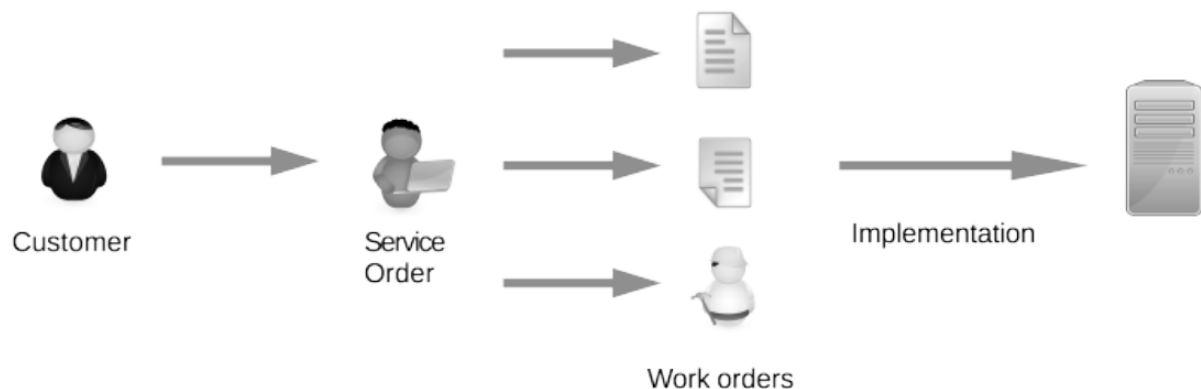 Customer
Service
Order
Implementation
Work orders